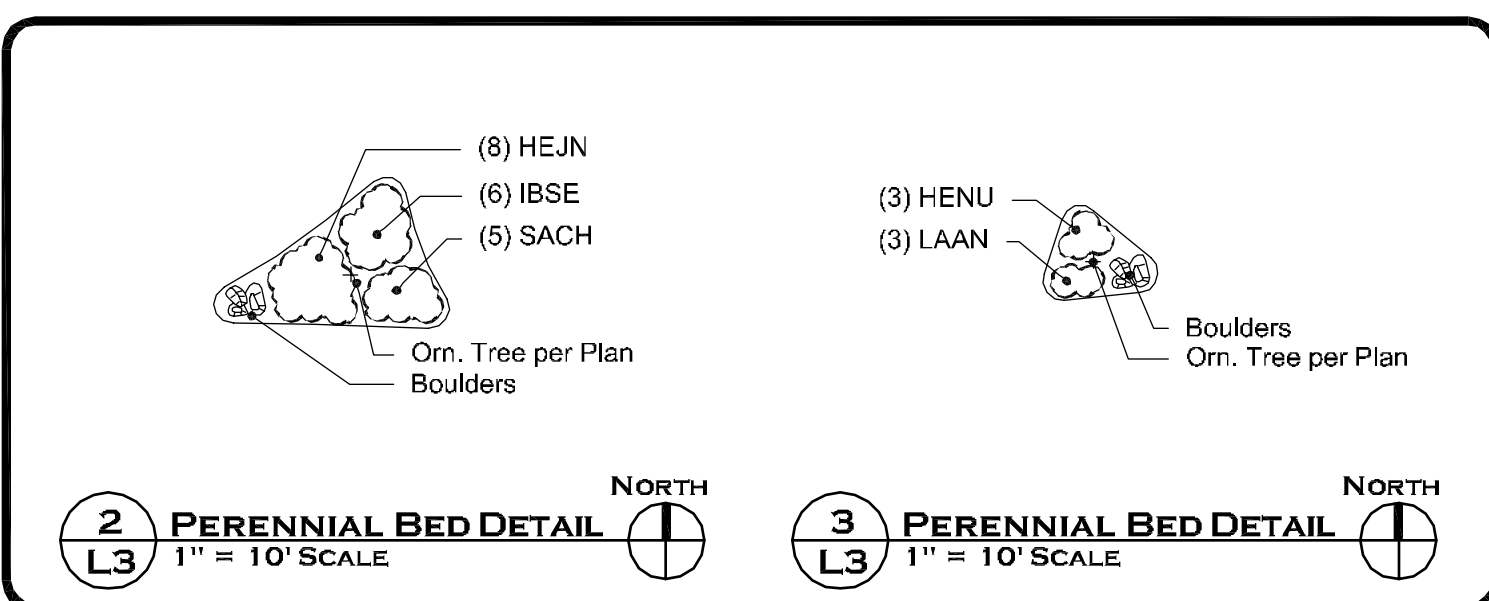 (8) HEJN
(6) IBSE
(5) SACH
Orn. Tree per Plan
Boulders
NORTH
2
L3
PERENNIAL BED DETAIL
1" = 10' SCALE
(3) HENU
(3) LAAN
Boulders
Orn. Tree per Plan
NORTH
3
L3
PERENNIAL BED DETAIL
1" = 10' SCALE